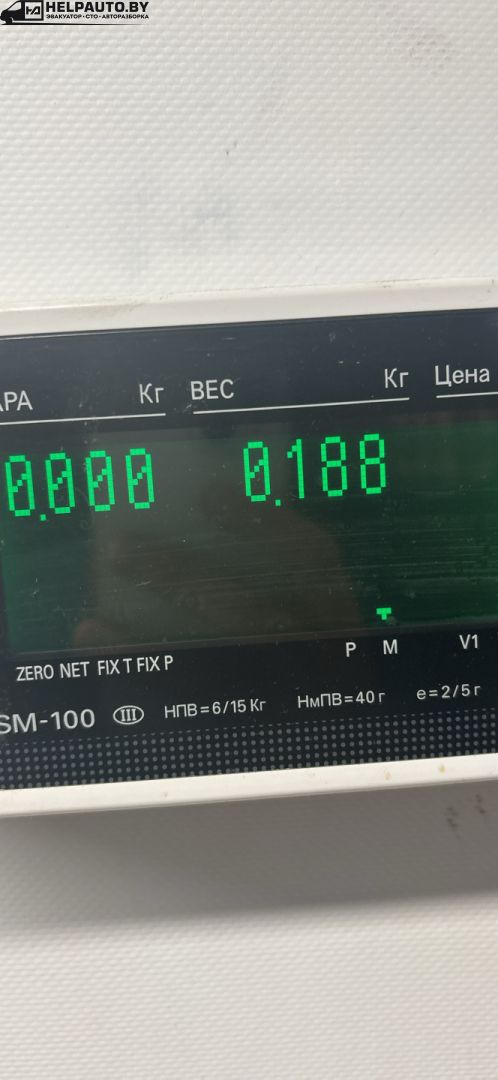 HELPAUTO.BY
ЭВАКУАТОР•СТО•АВТОРАЗБОРКА
АРА Кг ВЕС Кг Цена
0.000 0.188
P M V1
ZERO NET FIX T FIX P
SM-100 III НПВ=6/15 Кг НмПВ=40 г e=2/5 г